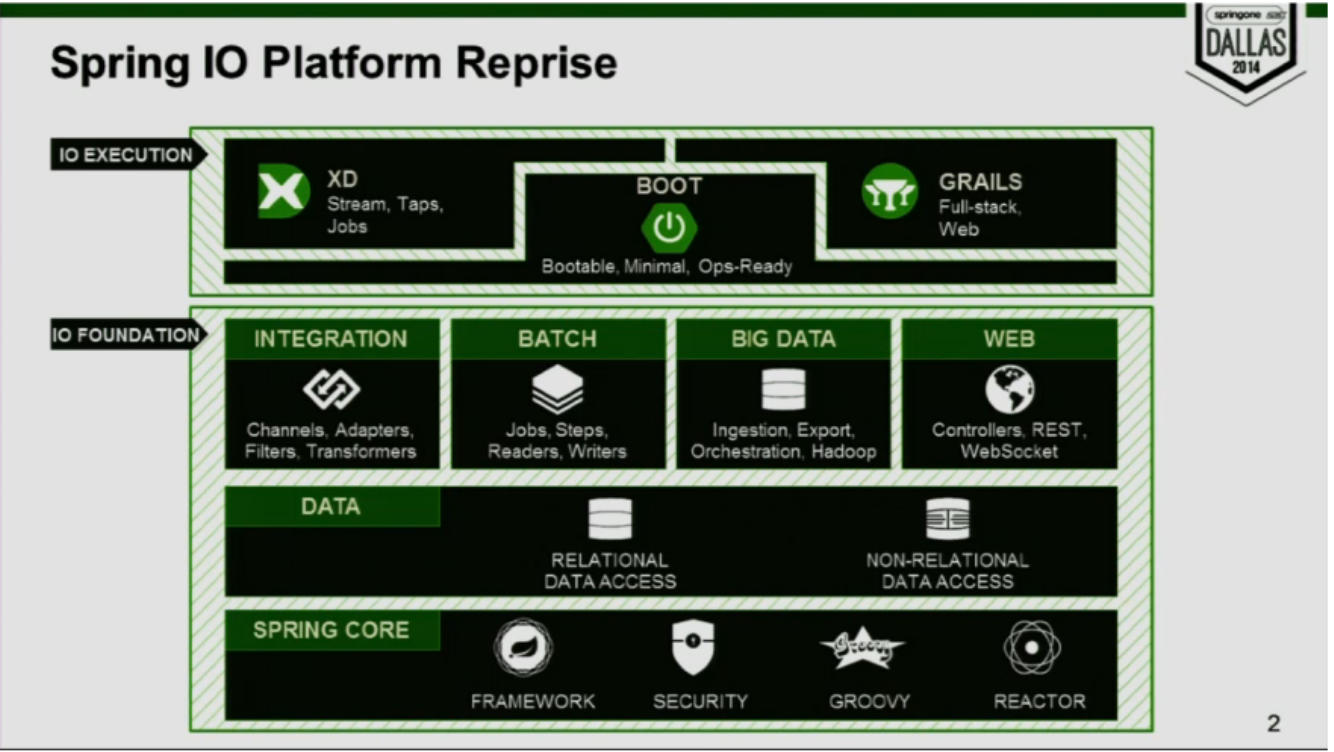 springone 2GX
DALLAS
2014
Spring IO Platform Reprise
IO EXECUTION
XD
Stream, Taps,
Jobs
BOOT
Bootable, Minimal, Ops-Ready
GRAILS
Full-stack,
Web
IO FOUNDATION
INTEGRATION
Channels, Adapters,
Filters, Transformers
BATCH
Jobs, Steps,
Readers, Writers
BIG DATA
Ingestion, Export,
Orchestration, Hadoop
WEB
Controllers, REST,
WebSocket
DATA
RELATIONAL
DATA ACCESS
NON-RELATIONAL
DATA ACCESS
SPRING CORE
FRAMEWORK
SECURITY
Groovy
GROOVY
REACTOR
2